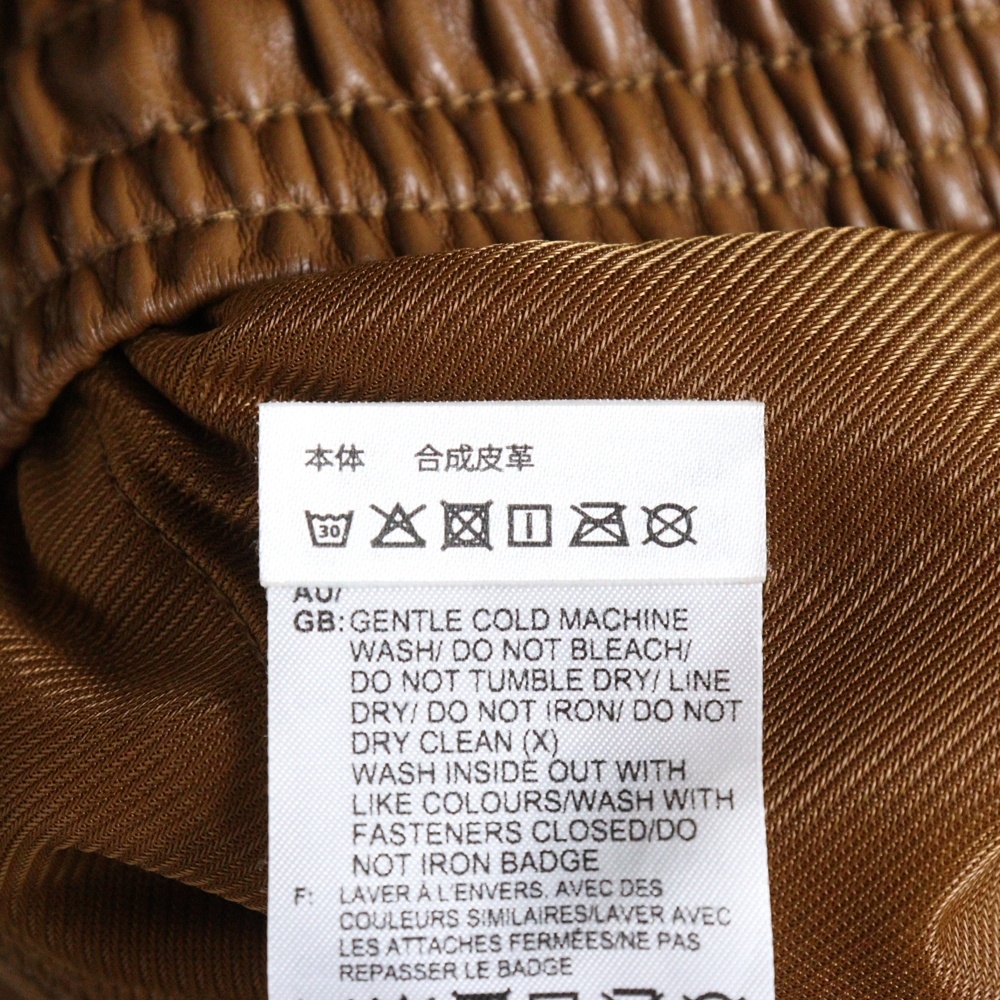 本体 合成皮革
30
AU/
GB: GENTLE COLD MACHINE
WASH/ DO NOT BLEACH/
DO NOT TUMBLE DRY/ LINE
DRY/ DO NOT IRON/ DO NOT
DRY CLEAN (X)
WASH INSIDE OUT WITH
LIKE COLOURS/WASH WITH
FASTENERS CLOSED/DO
NOT IRON BADGE
F: LAVER À L'ENVERS, AVEC DES
COULEURS SIMILAIRES/LAVER AVEC
LES ATTACHES FERMÉES/NE PAS
REPASSER LE BADGE